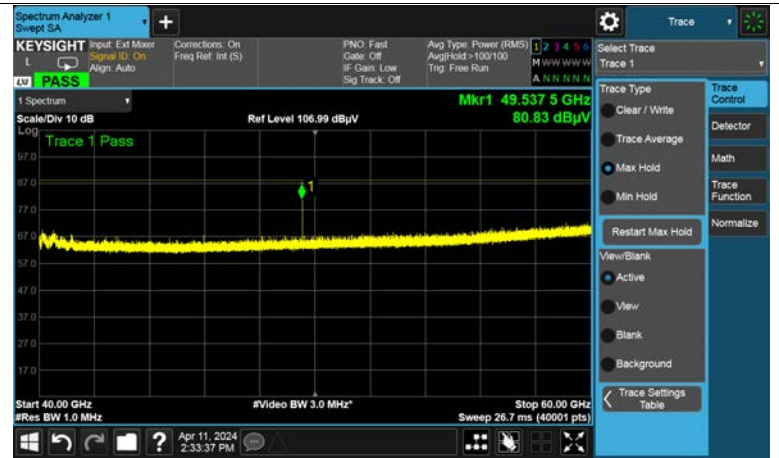 Spectrum Analyzer 1
Swept SA
Trace
KEYSIGHT Input: Ext Mixer Corrections: On PNO: Fast Avg Type: Power (RMS) 1 2 3 4 5 6
L Signal ID: On Freq Ref: Int (S) Gate: Off Avg|Hold:>100/100 M W W W W W
Align: Auto IF Gain: Low Trig: Free Run
LXI PASS Sig Track: Off A N N N N N
Select Trace
Trace 1
1 Spectrum
Mkr1 49.537 5 GHz
Scale/Div 10 dB Ref Level 106.99 dBµV 80.83 dBµV
Log
Trace 1 Pass
97.0
87.0
1
77.0
67.0
57.0
47.0
37.0
27.0
17.0
Start 40.00 GHz #Video BW 3.0 MHz* Stop 60.00 GHz
#Res BW 1.0 MHz Sweep 26.7 ms (40001 pts)
? Apr 11, 2024
2:33:37 PM
Trace Type
Clear / Write
Trace Average
Max Hold
Min Hold
Restart Max Hold
View/Blank
Active
View
Blank
Background
Trace Settings
Table
Trace
Control
Detector
Math
Trace
Function
Normalize